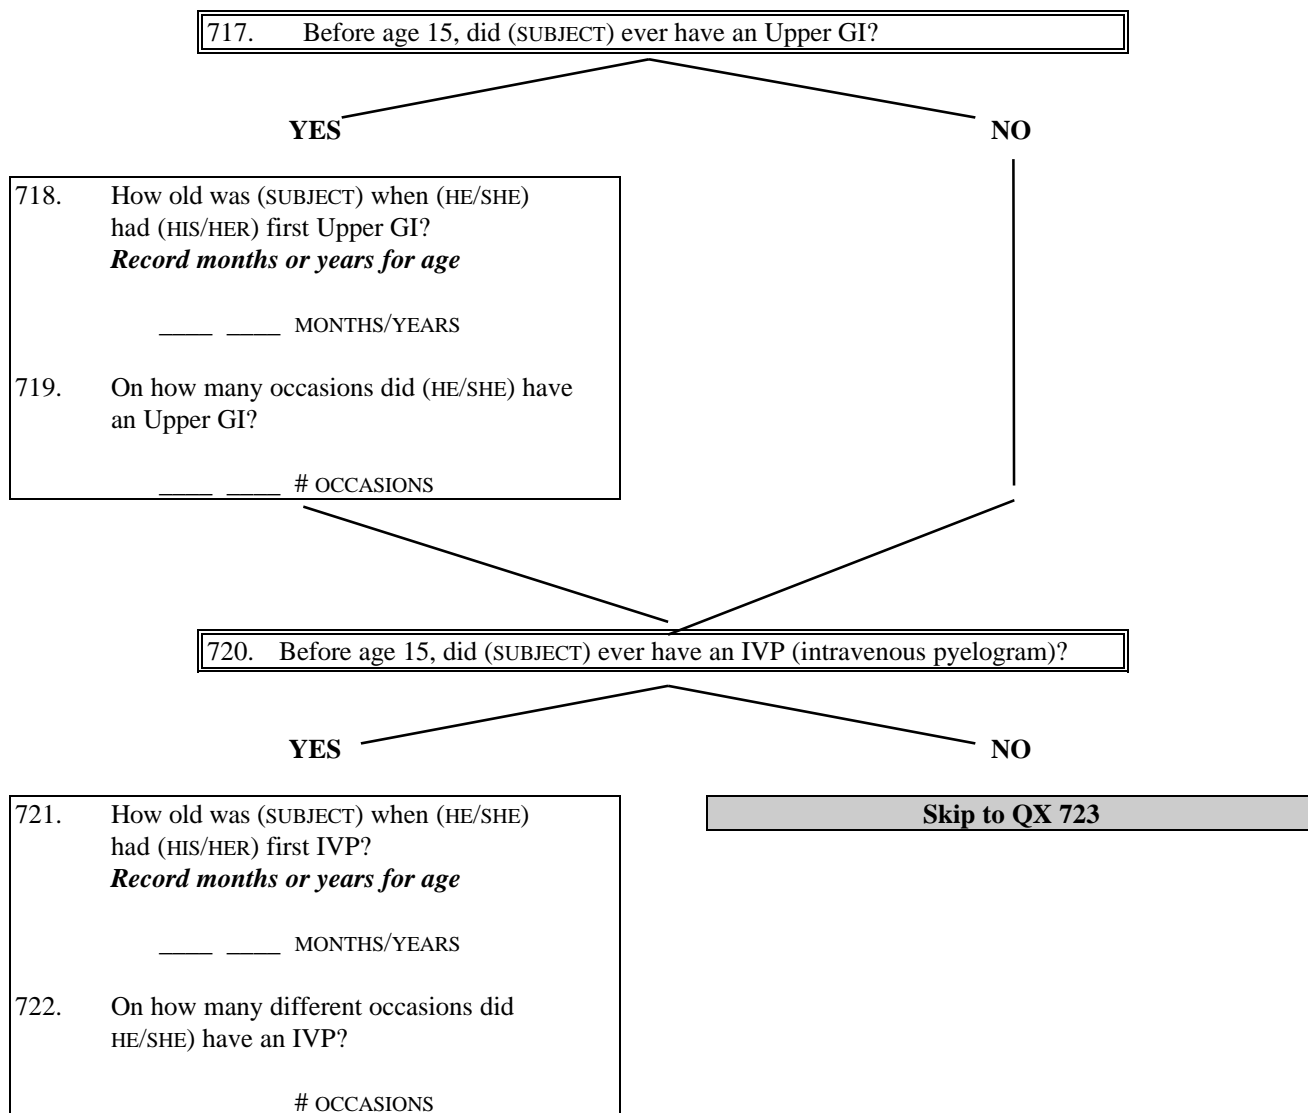 717. Before age 15, did (SUBJECT) ever have an Upper GI?
YES NO
718. How old was (SUBJECT) when (HE/SHE)
had (HIS/HER) first Upper GI?
Record months or years for age
____ ____ MONTHS/YEARS
719. On how many occasions did (HE/SHE) have
an Upper GI?
____ ____ # OCCASIONS
720. Before age 15, did (SUBJECT) ever have an IVP (intravenous pyelogram)?
YES NO
721. How old was (SUBJECT) when (HE/SHE)
had (HIS/HER) first IVP?
Record months or years for age
____ ____ MONTHS/YEARS
722. On how many different occasions did
HE/SHE) have an IVP?
# OCCASIONS
Skip to QX 723